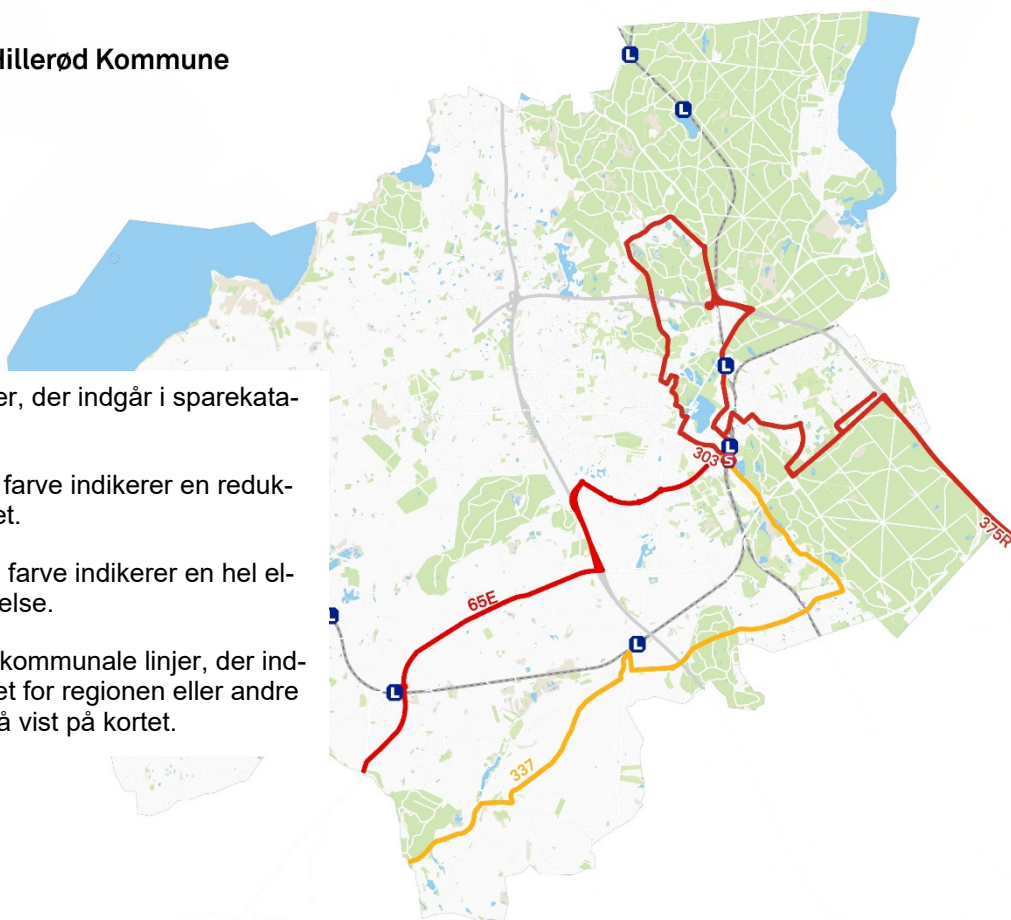 Hillerød Kommune
L
L
L
L
303 S
er, der indgår i sparekata-
farve indikerer en reduk-
et.
375R
farve indikerer en hel el-
else.
65E
L
L
kommunale linjer, der ind-
et for regionen eller andre
L
å vist på kortet.
337